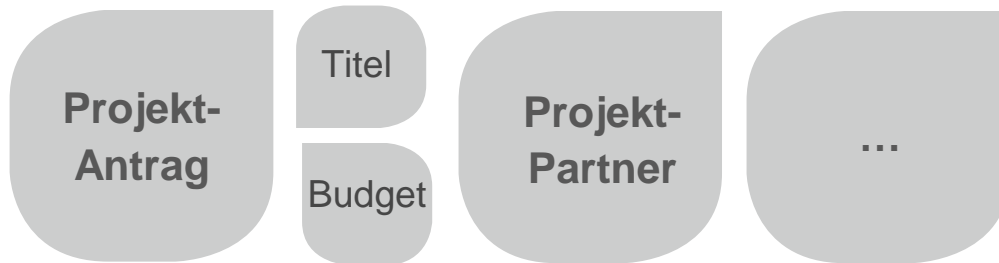 Projekt-
Antrag
Titel
Budget
Projekt-
Partner
...